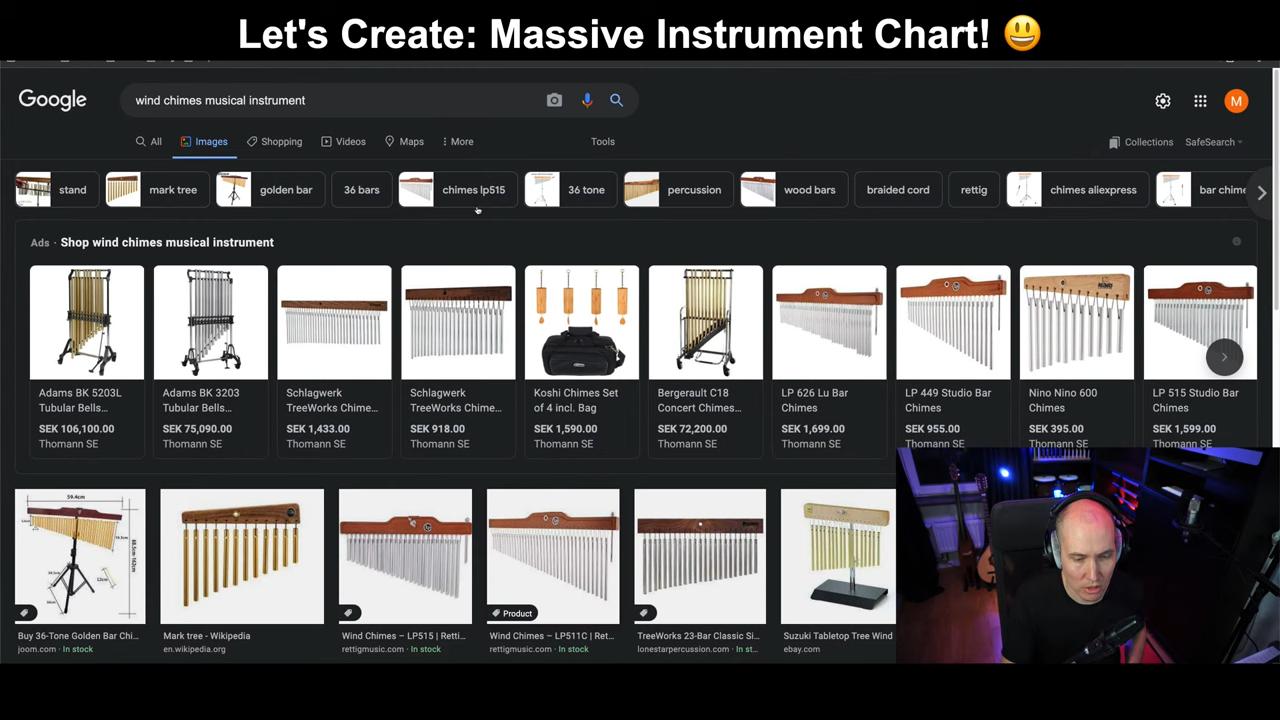 Let's Create: Massive Instrument Chart! 😃
Google
wind chimes musical instrument
M
All
Images
Shopping
Videos
Maps
More
Tools
Collections
SafeSearch
stand
mark tree
golden bar
36 bars
chimes lp515
36 tone
percussion
wood bars
braided cord
rettig
chimes aliexpress
bar chime
Ads · Shop wind chimes musical instrument
Adams BK 5203L
Tubular Bells...
SEK 106,100.00
Thomann SE
Adams BK 3203
Tubular Bells...
SEK 75,090.00
Thomann SE
Schlagwerk
TreeWorks Chime...
SEK 1,433.00
Thomann SE
Schlagwerk
TreeWorks Chime...
SEK 918.00
Thomann SE
Koshi Chimes Set
of 4 incl. Bag
SEK 1,590.00
Thomann SE
Bergerault C18
Concert Chimes...
SEK 72,200.00
Thomann SE
LP 626 Lu Bar
Chimes
SEK 1,699.00
Thomann SE
LP 449 Studio Bar
Chimes
SEK 955.00
Thomann SE
Nino Nino 600
Chimes
SEK 395.00
Thomann SE
LP 515 Studio Bar
Chimes
SEK 1,599.00
Thomann SE
59.4cm
Buy 36-Tone Golden Bar Chi...
joom.com · In stock
Mark tree - Wikipedia
en.wikipedia.org
Wind Chimes – LP515 | Retti...
rettigmusic.com · In stock
Product
Wind Chimes – LP511C | Ret...
rettigmusic.com · In stock
TreeWorks 23-Bar Classic Si...
lonestarpercussion.com · In st...
Suzuki Tabletop Tree Wind
ebay.com